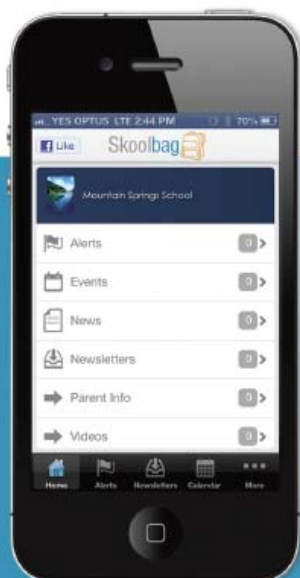 YES OPTUS LTE 2:44 PM 70%
Like Skoolbag
Mountain Springs School
Alerts 0
Events 0
News 0
Newsletters 0
Parent Info 0
Videos 0
Home Alerts Newsletters Calendar More